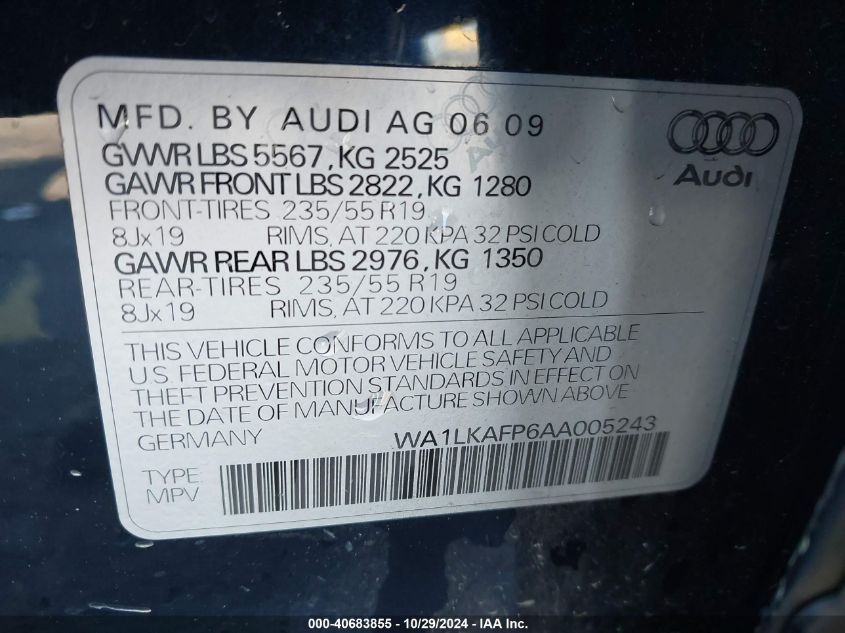 MFD. BY AUDI AG 06 09
GVWR LBS 5567, KG 2525
GAWR FRONT LBS 2822, KG 1280
FRONT-TIRES 235/55 R19
8Jx19 RIMS, AT 220 KPA 32 PSI COLD
GAWR REAR LBS 2976, KG 1350
REAR-TIRES 235/55 R19
8Jx19 RIMS, AT 220 KPA 32 PSI COLD
Audi
THIS VEHICLE CONFORMS TO ALL APPLICABLE
U.S. FEDERAL MOTOR VEHICLE SAFETY AND
THEFT PREVENTION STANDARDS IN EFFECT ON
THE DATE OF MANUFACTURE SHOWN ABOVE
GERMANY WA1LKAFP6AA005243
TYPE
MPV
000-40683855 - 10/29/2024 - IAAI.com